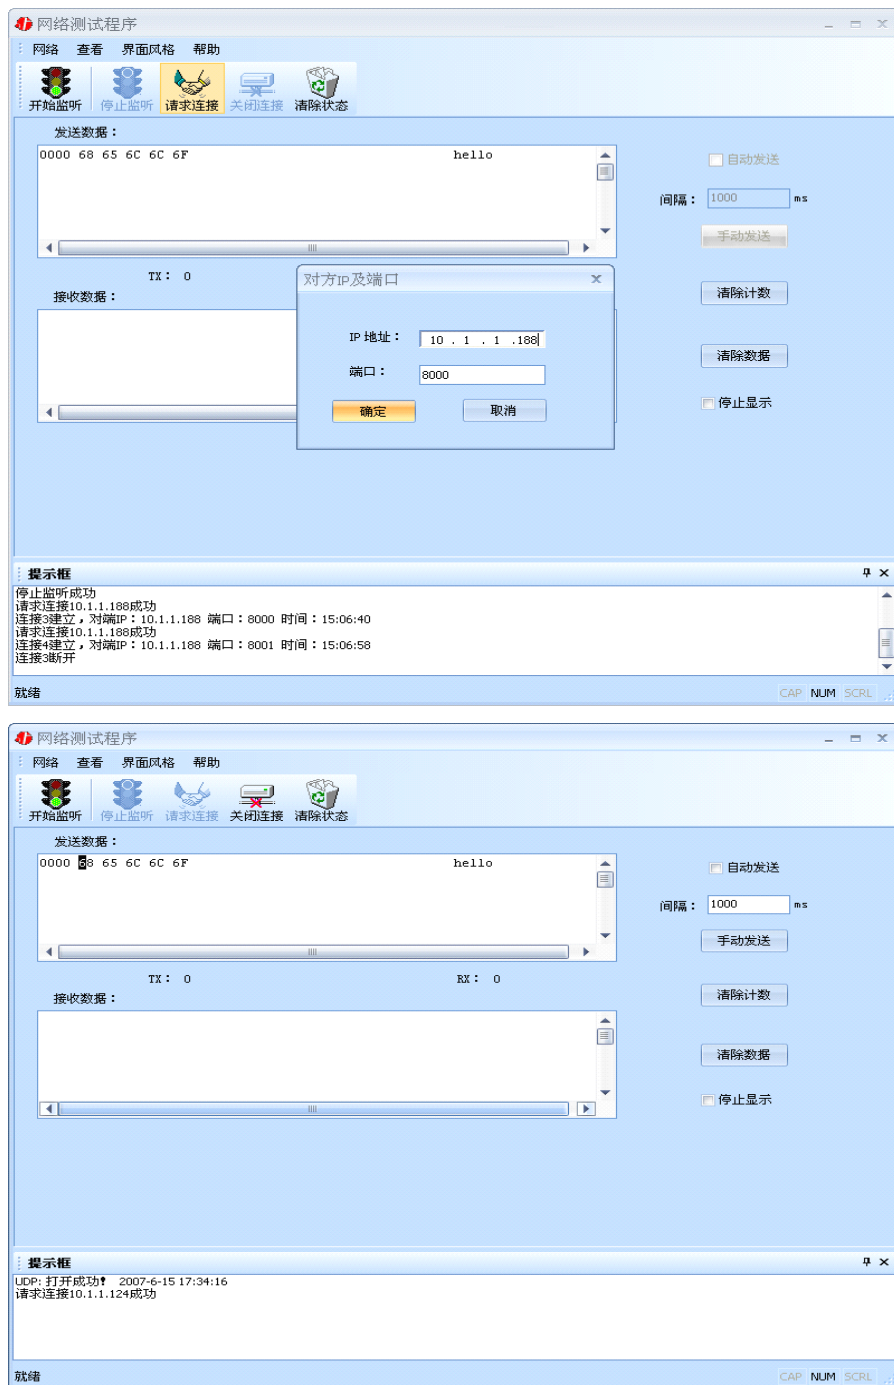 网络测试程序
网络 查看 界面风格 帮助
开始监听 停止监听 请求连接 关闭连接 清除状态
发送数据：
0000 68 65 6C 6C 6F hello
自动发送
间隔： 1000 ms
手动发送
TX： 0
接收数据：
对方IP及端口
IP 地址： 10 . 1 . 1 .188
端口： 8000
确定 取消
清除计数
清除数据
停止显示
提示框
停止监听成功
请求连接10.1.1.188成功
连接3建立，对端IP：10.1.1.188 端口：8000 时间：15:06:40
请求连接10.1.1.188成功
连接4建立，对端IP：10.1.1.188 端口：8001 时间：15:06:58
连接3断开
就绪 CAP NUM SCRL
网络测试程序
网络 查看 界面风格 帮助
开始监听 停止监听 请求连接 关闭连接 清除状态
发送数据：
0000 68 65 6C 6C 6F hello
自动发送
间隔： 1000 ms
手动发送
TX： 0 RX： 0
接收数据：
清除计数
清除数据
停止显示
提示框
UDP: 打开成功! 2007-6-15 17:34:16
请求连接10.1.1.124成功
就绪 CAP NUM SCRL